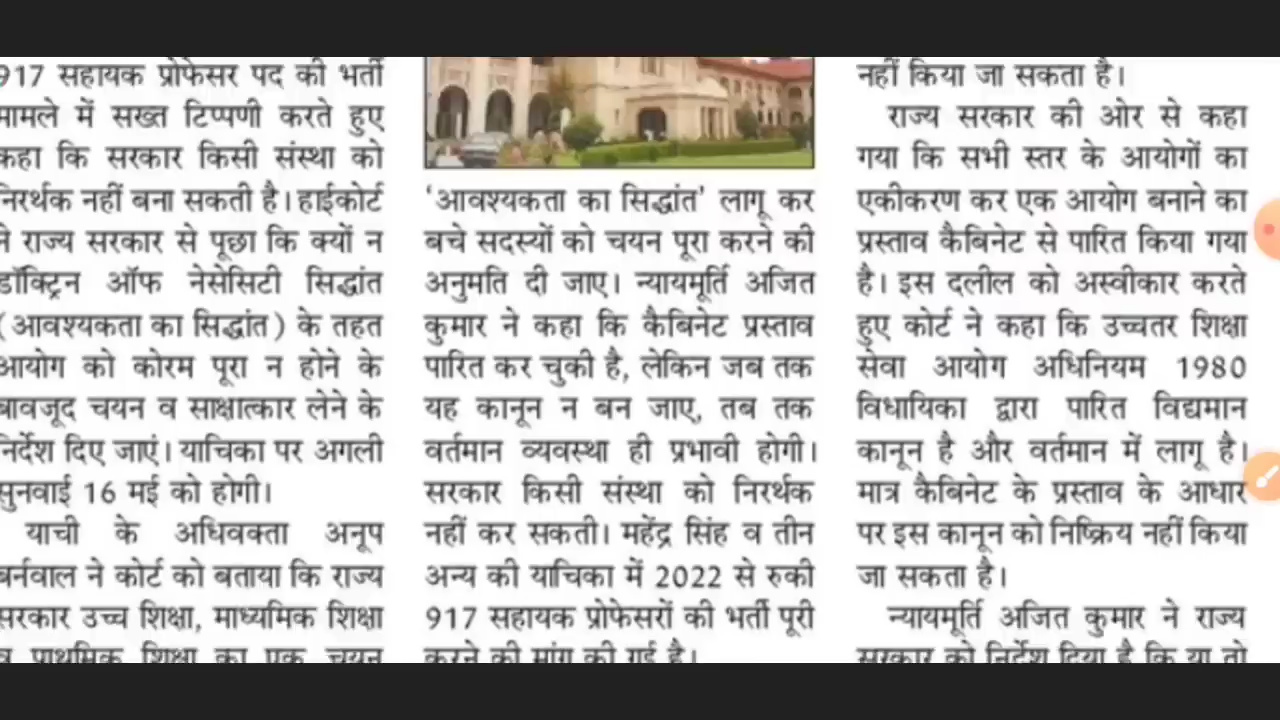 917 सहायक प्रोफेसर पद की भर्ती
मामले में सख्त टिप्पणी करते हुए
कहा कि सरकार किसी संस्था को
निरर्थक नहीं बना सकती है। हाईकोर्ट
ने राज्य सरकार से पूछा कि क्यों न
डॉक्ट्रिन ऑफ नेसेसिटी सिद्धांत
(आवश्यकता का सिद्धांत) के तहत
आयोग को कोरम पूरा न होने के
बावजूद चयन व साक्षात्कार लेने के
निर्देश दिए जाएं। याचिका पर अगली
सुनवाई 16 मई को होगी।
याची के अधिवक्ता अनूप
बर्नवाल ने कोर्ट को बताया कि राज्य
सरकार उच्च शिक्षा, माध्यमिक शिक्षा
व प्राथमिक शिक्षा का एक चयन
'आवश्यकता का सिद्धांत' लागू कर
बचे सदस्यों को चयन पूरा करने की
अनुमति दी जाए। न्यायमूर्ति अजित
कुमार ने कहा कि कैबिनेट प्रस्ताव
पारित कर चुकी है, लेकिन जब तक
यह कानून न बन जाए, तब तक
वर्तमान व्यवस्था ही प्रभावी होगी।
सरकार किसी संस्था को निरर्थक
नहीं कर सकती। महेंद्र सिंह व तीन
अन्य की याचिका में 2022 से रुकी
917 सहायक प्रोफेसरों की भर्ती पूरी
करने की मांग की गई है।
नहीं किया जा सकता है।
राज्य सरकार की ओर से कहा
गया कि सभी स्तर के आयोगों का
एकीकरण कर एक आयोग बनाने का
प्रस्ताव कैबिनेट से पारित किया गया
है। इस दलील को अस्वीकार करते
हुए कोर्ट ने कहा कि उच्चतर शिक्षा
सेवा आयोग अधिनियम 1980
विधायिका द्वारा पारित विद्यमान
कानून है और वर्तमान में लागू है।
मात्र कैबिनेट के प्रस्ताव के आधार
पर इस कानून को निष्क्रिय नहीं किया
जा सकता है।
न्यायमूर्ति अजित कुमार ने राज्य
सरकार को निर्देश दिया है कि या तो